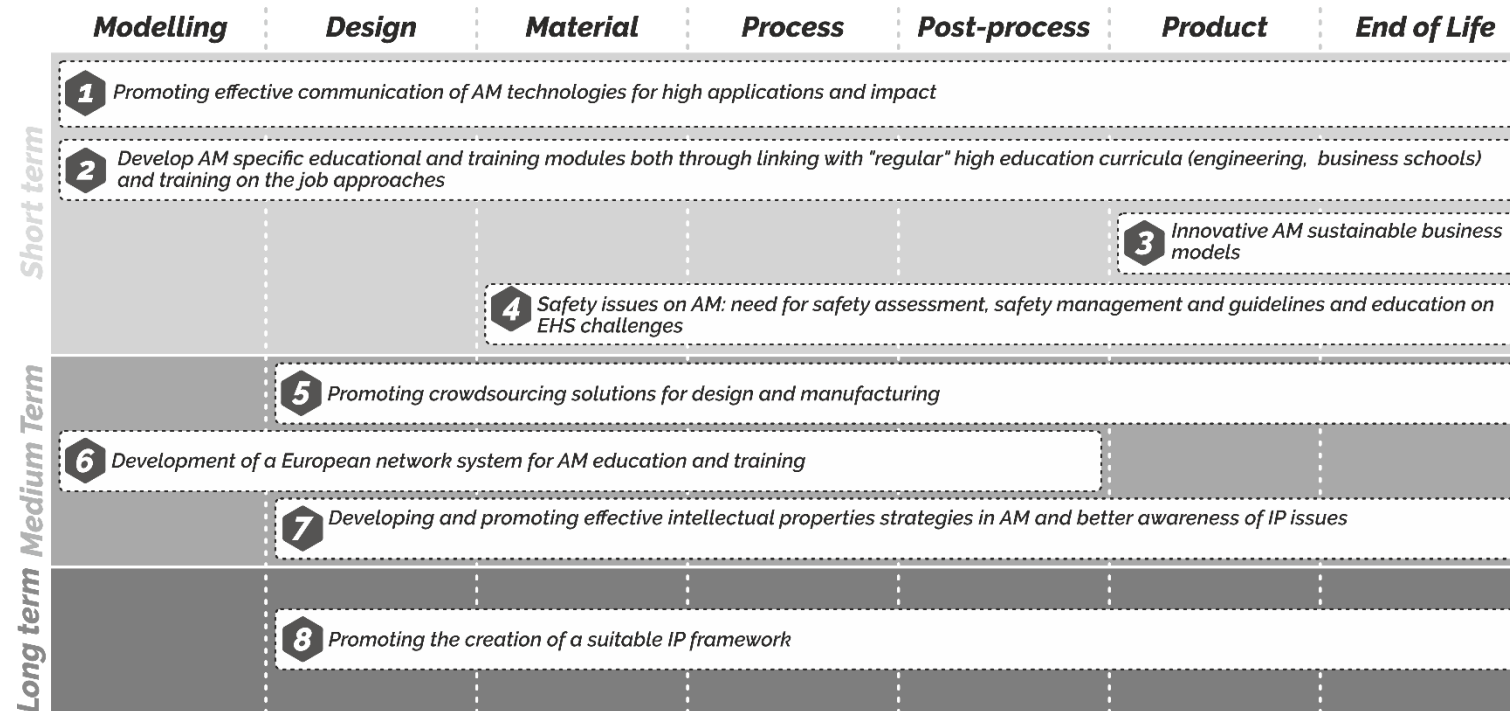 Modelling Design Material Process Post-process Product End of Life
Short term
1 Promoting effective communication of AM technologies for high applications and impact
2 Develop AM specific educational and training modules both through linking with "regular" high education curricula (engineering, business schools)
and training on the job approaches
3 Innovative AM sustainable business
models
4 Safety issues on AM: need for safety assessment, safety management and guidelines and education on
EHS challenges
Medium Term
5 Promoting crowdsourcing solutions for design and manufacturing
6 Development of a European network system for AM education and training
7 Developing and promoting effective intellectual properties strategies in AM and better awareness of IP issues
Long term
8 Promoting the creation of a suitable IP framework